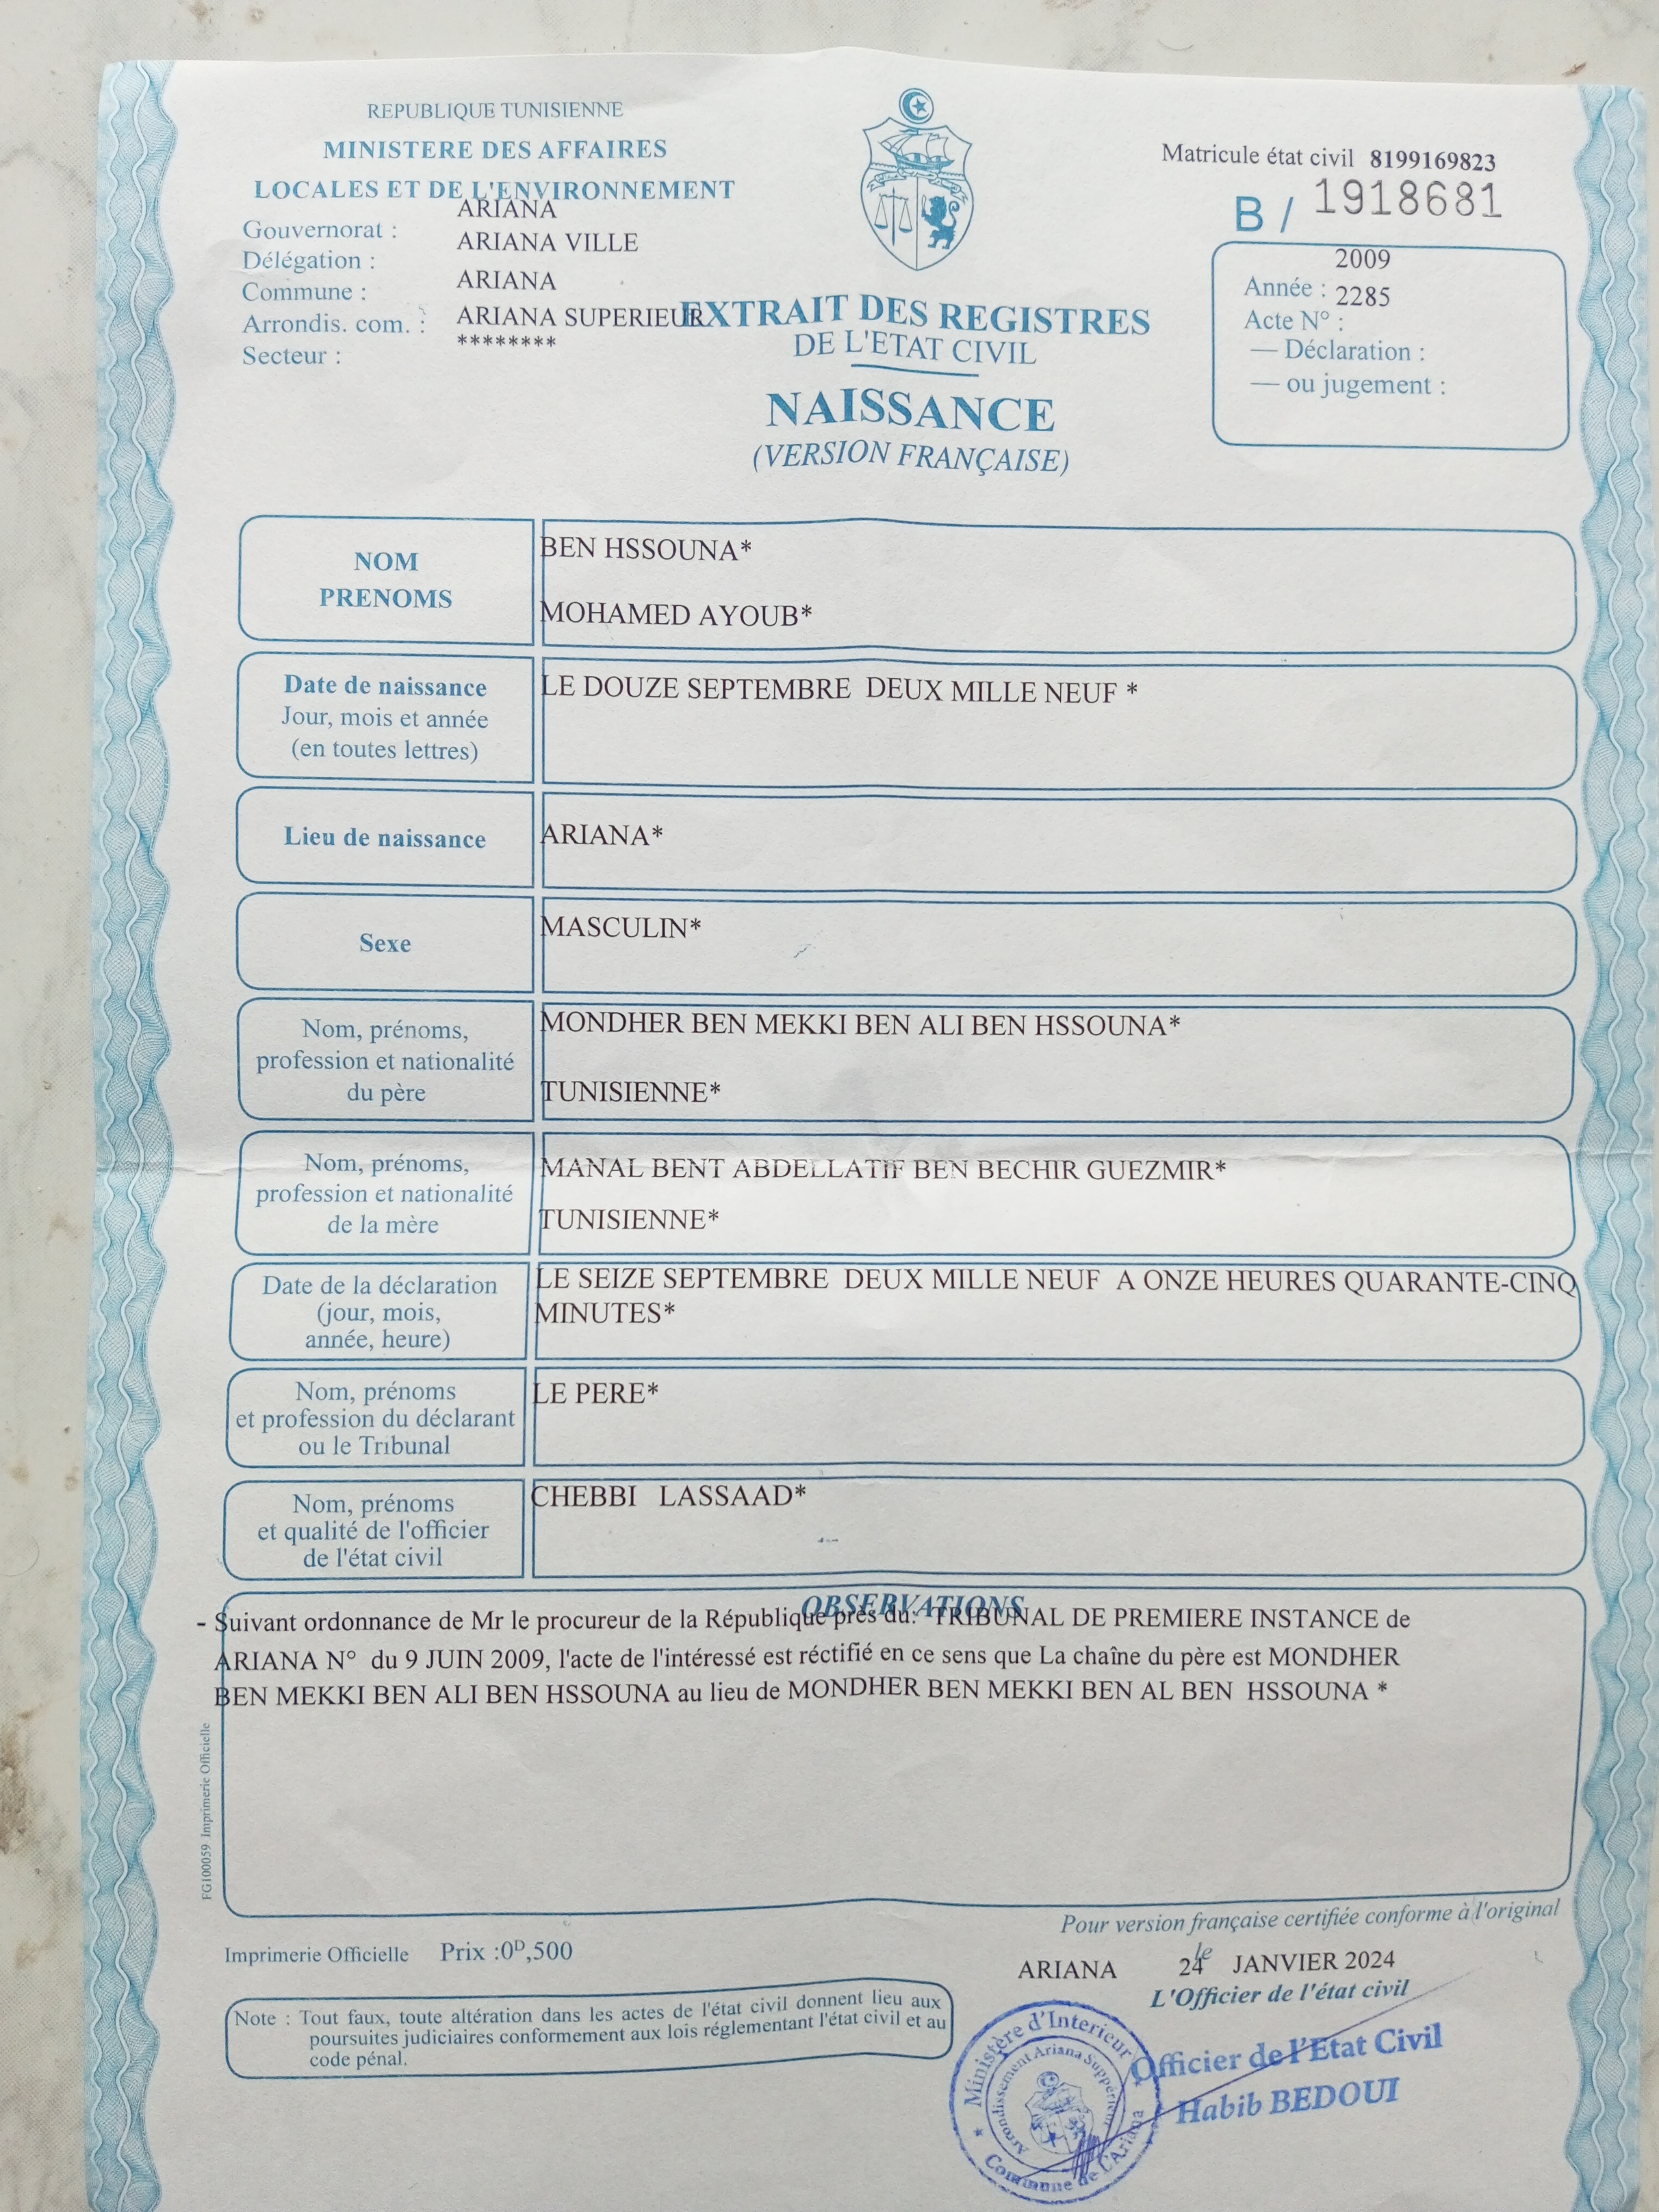 REPUBLIQUE TUNISIENNE
MINISTERE DES AFFAIRES
LOCALES ET DE L'ENVIRONNEMENT
Gouvernorat : ARIANA
Délégation : ARIANA VILLE
Commune : ARIANA
Arrondis. com. : ARIANA SUPERIEUR
Secteur : ********
EXTRAIT DES REGISTRES
DE L'ETAT CIVIL
NAISSANCE
(VERSION FRANÇAISE)
Matricule état civil 8199169823
B / 1918681
Année : 2009
Acte N° : 2285
— Déclaration :
— ou jugement :
NOM
PRENOMS
BEN HSSOUNA*
MOHAMED AYOUB*
Date de naissance
Jour, mois et année
(en toutes lettres)
LE DOUZE SEPTEMBRE DEUX MILLE NEUF *
Lieu de naissance
ARIANA*
Sexe
MASCULIN*
Nom, prénoms,
profession et nationalité
du père
MONDHER BEN MEKKI BEN ALI BEN HSSOUNA*
TUNISIENNE*
Nom, prénoms,
profession et nationalité
de la mère
MANAL BENT ABDELLATIF BEN BECHIR GUEZMIR*
TUNISIENNE*
Date de la déclaration
(jour, mois,
année, heure)
LE SEIZE SEPTEMBRE DEUX MILLE NEUF A ONZE HEURES QUARANTE-CINQ
MINUTES*
Nom, prénoms
et profession du déclarant
ou le Tribunal
LE PERE*
Nom, prénoms
et qualité de l'officier
de l'état civil
CHEBBI LASSAAD*
OBSERVATIONS
- Suivant ordonnance de Mr le procureur de la République près du: TRIBUNAL DE PREMIERE INSTANCE de
ARIANA N° du 9 JUIN 2009, l'acte de l'intéressé est réctifié en ce sens que La chaîne du père est MONDHER
BEN MEKKI BEN ALI BEN HSSOUNA au lieu de MONDHER BEN MEKKI BEN AL BEN HSSOUNA *
FG100059 Imprimerie Officielle
Pour version française certifiée conforme à l'original
Imprimerie Officielle Prix :0ᴰ,500
ARIANA le 24 JANVIER 2024
L'Officier de l'état civil
Note : Tout faux, toute altération dans les actes de l'état civil donnent lieu aux
poursuites judiciaires conformement aux lois réglementant l'état civil et au
code pénal.
Ministère d'Interieur
Arrondissement Ariana Supperieur
Commune de L'Ariana
Officier de l'Etat Civil
Habib BEDOUI